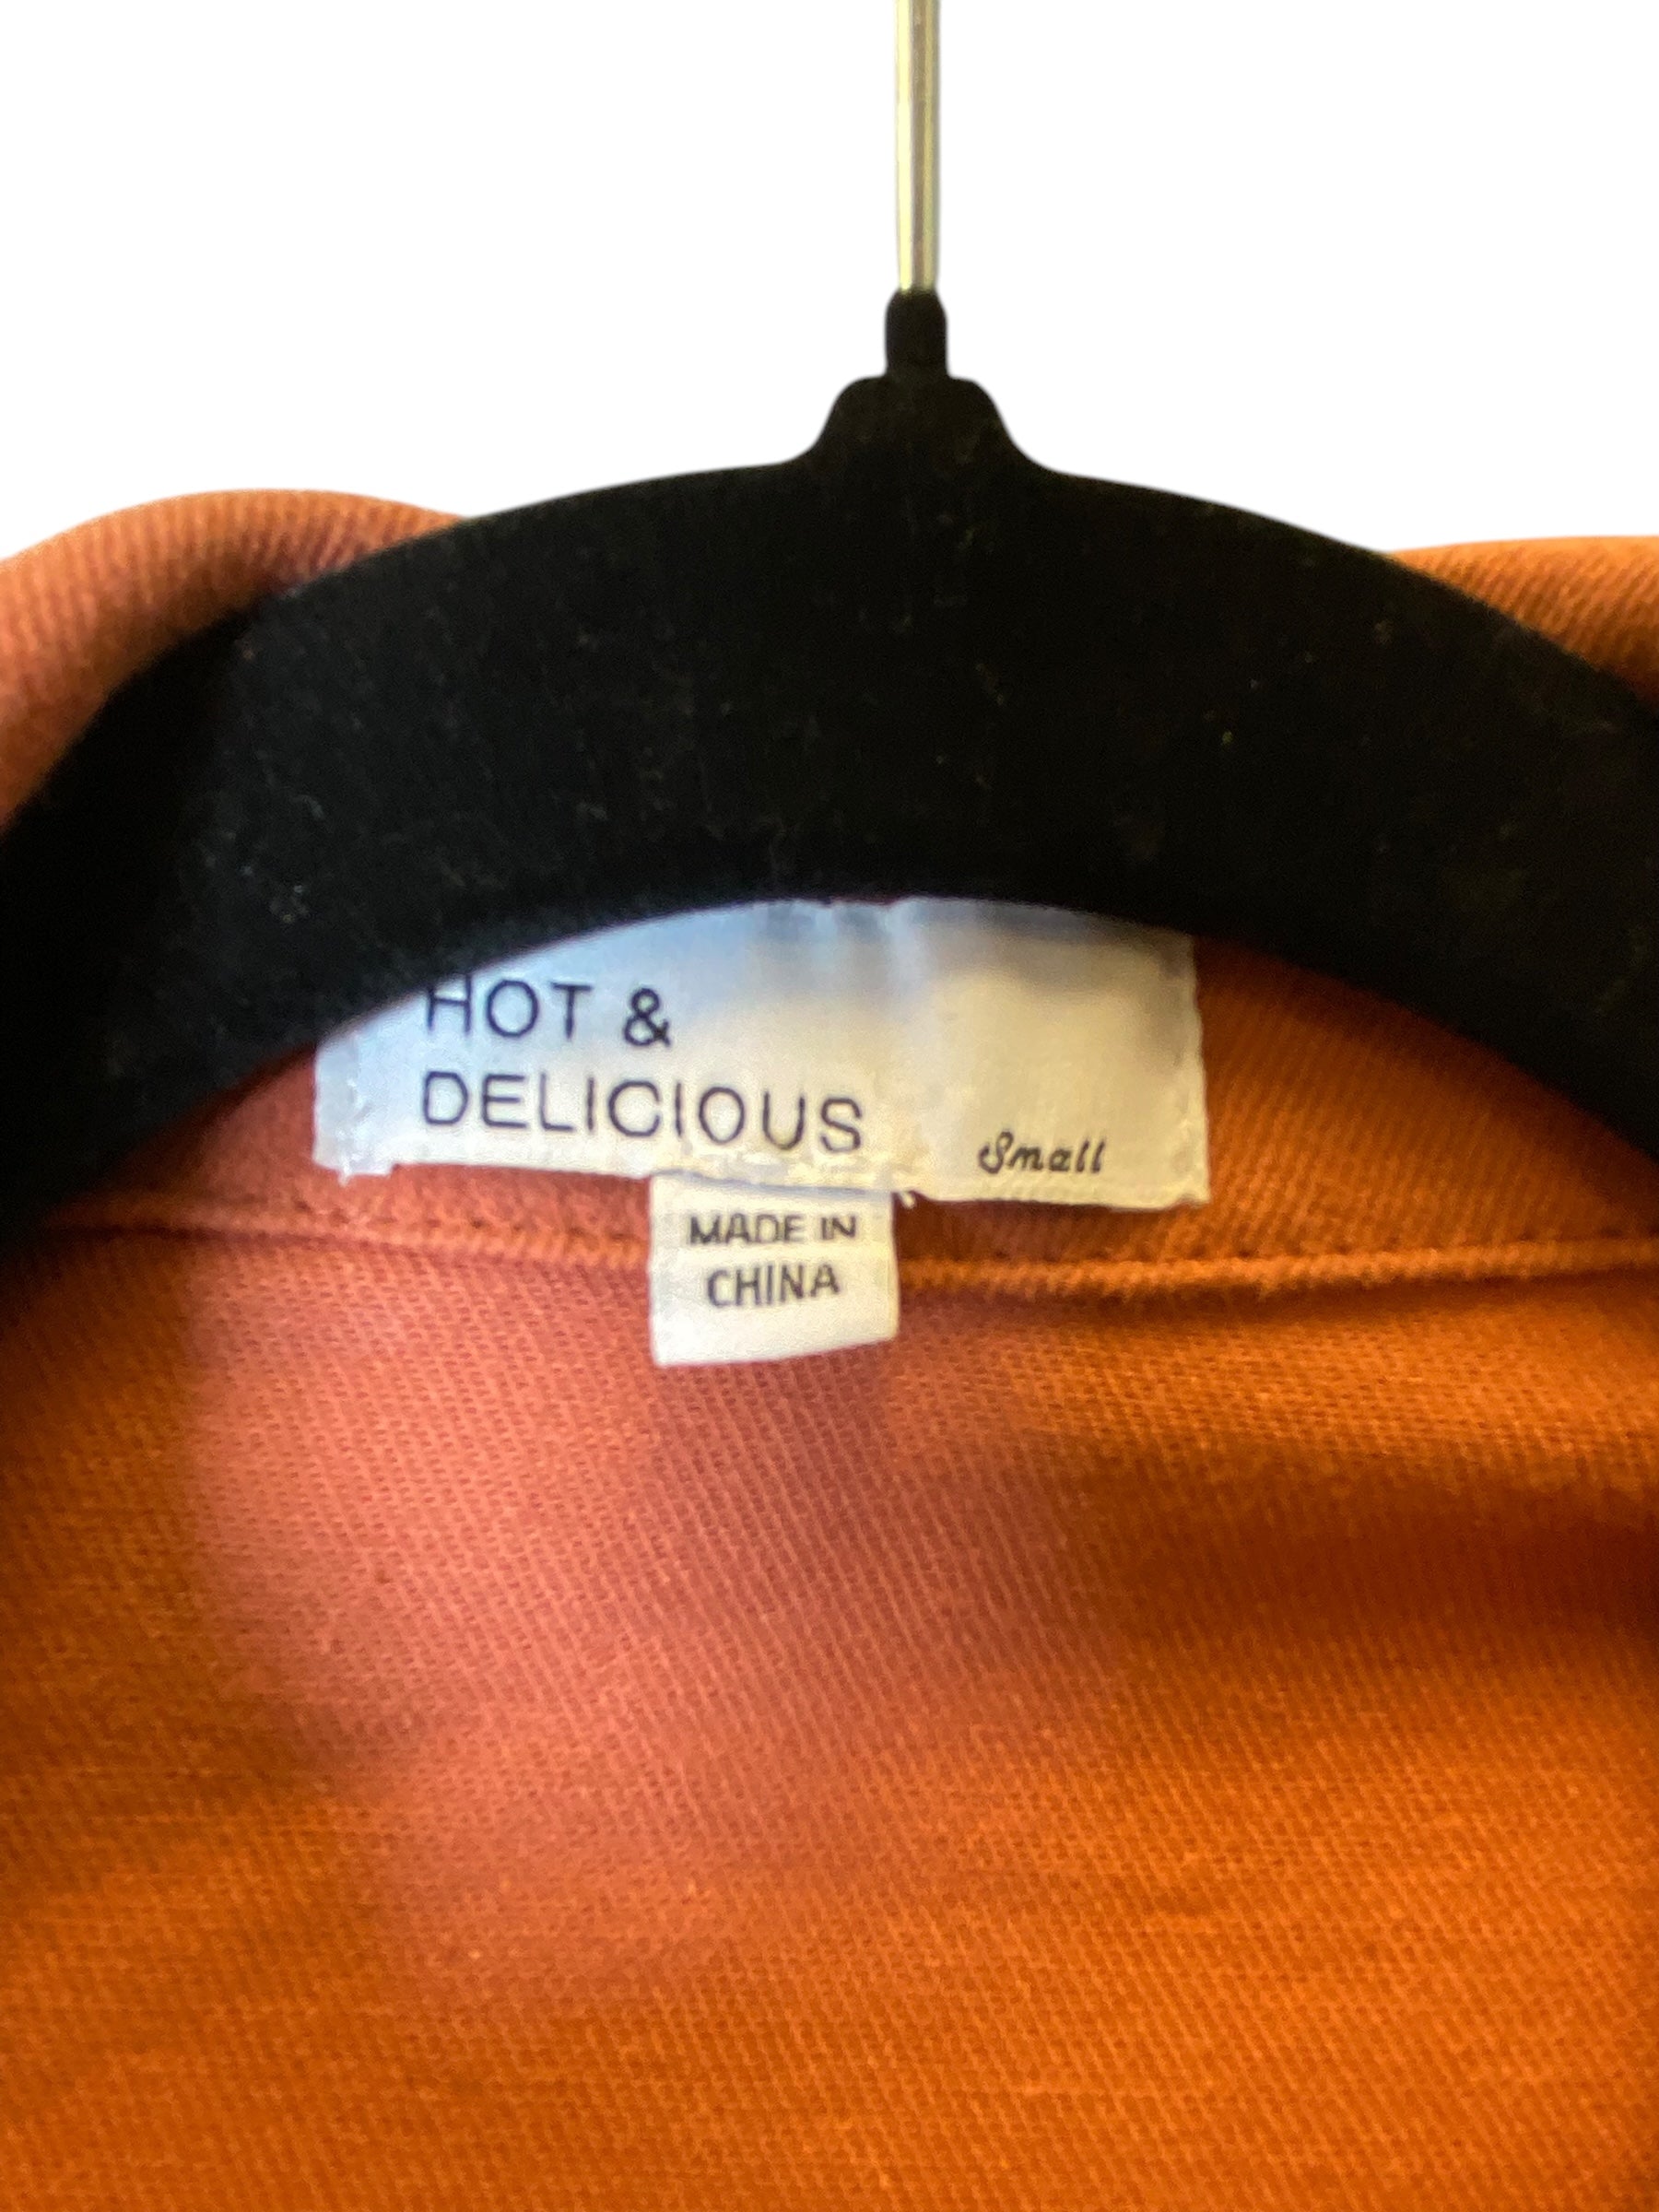 HOT &
DELICIOUS
Small
MADE IN
CHINA